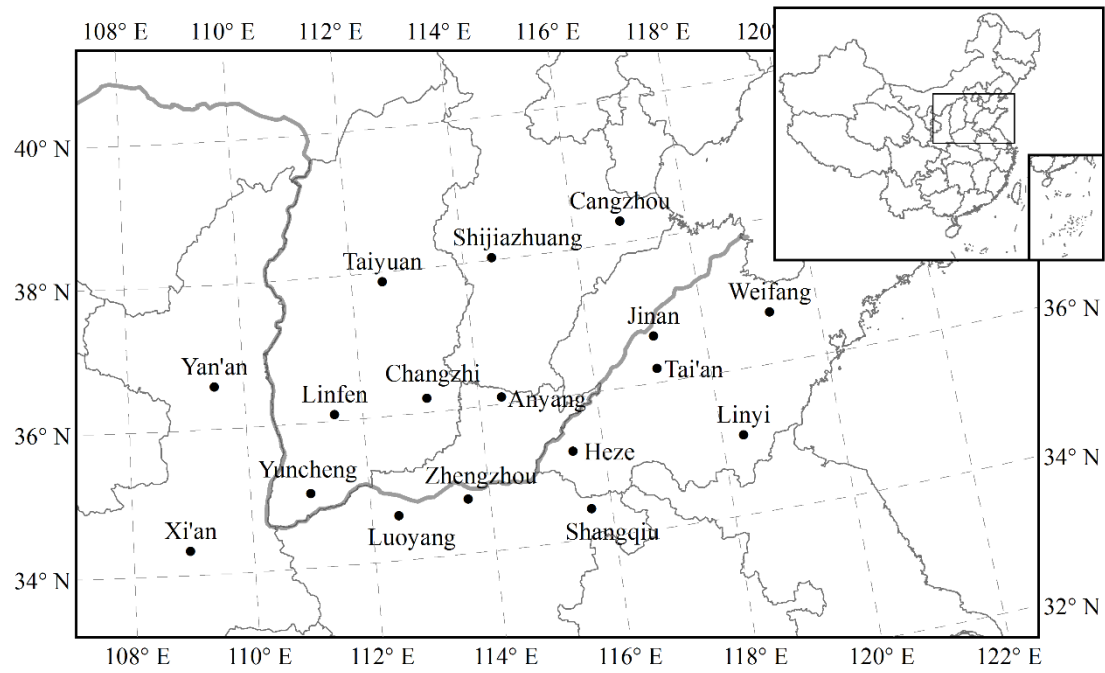 108° E
110° E
112° E
114° E
116° E
118° E
120°
40° N
Cangzhou
Shijiazhuang
Taiyuan
38° N
Weifang
36° N
Jinan
Yan'an
Changzhi
Tai'an
Linfen
Anyang
Linyi
36° N
Heze
34° N
Yuncheng
Zhengzhou
Xi'an
Luoyang
Shangqiu
34° N
32° N
108° E
110° E
112° E
114° E
116° E
118° E
120° E
122° E